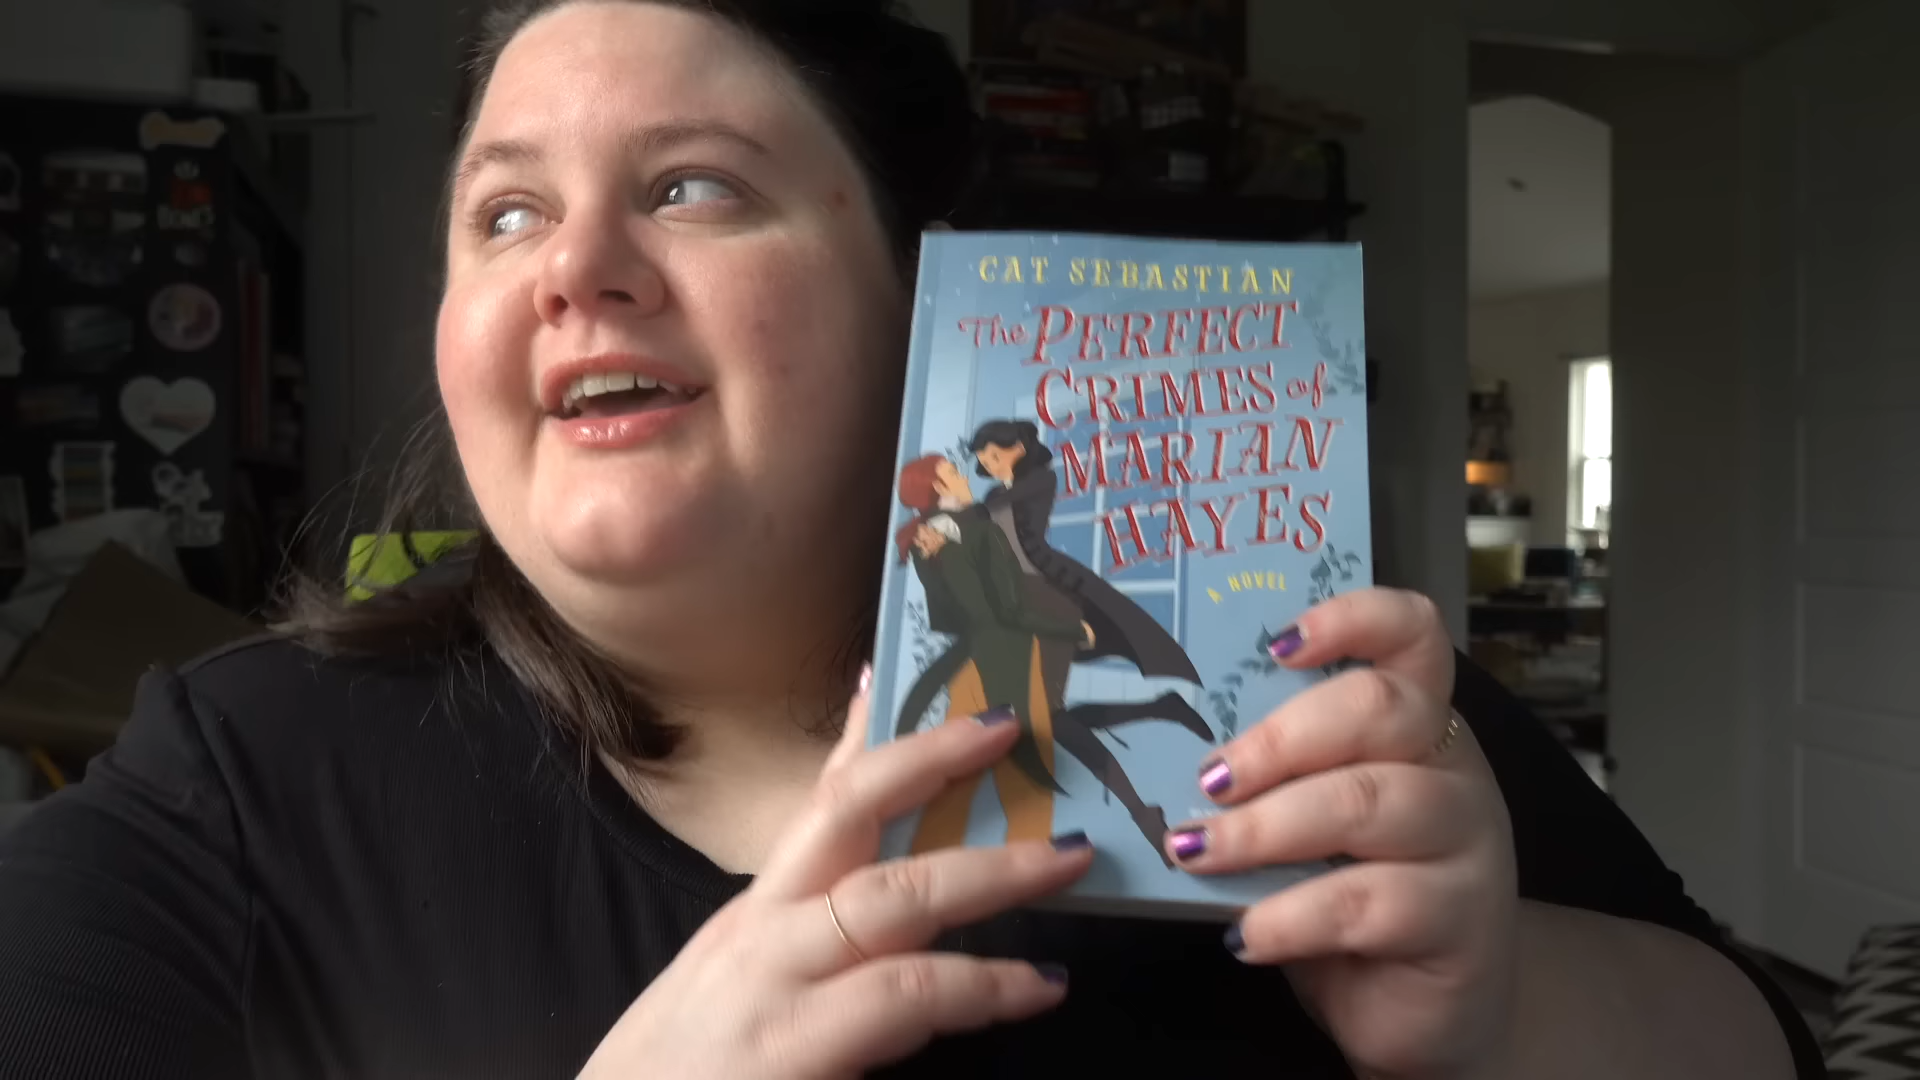 CAT SEBASTIAN
The PERFECT
CRIMES of
MARIAN
HAYES
A NOVEL